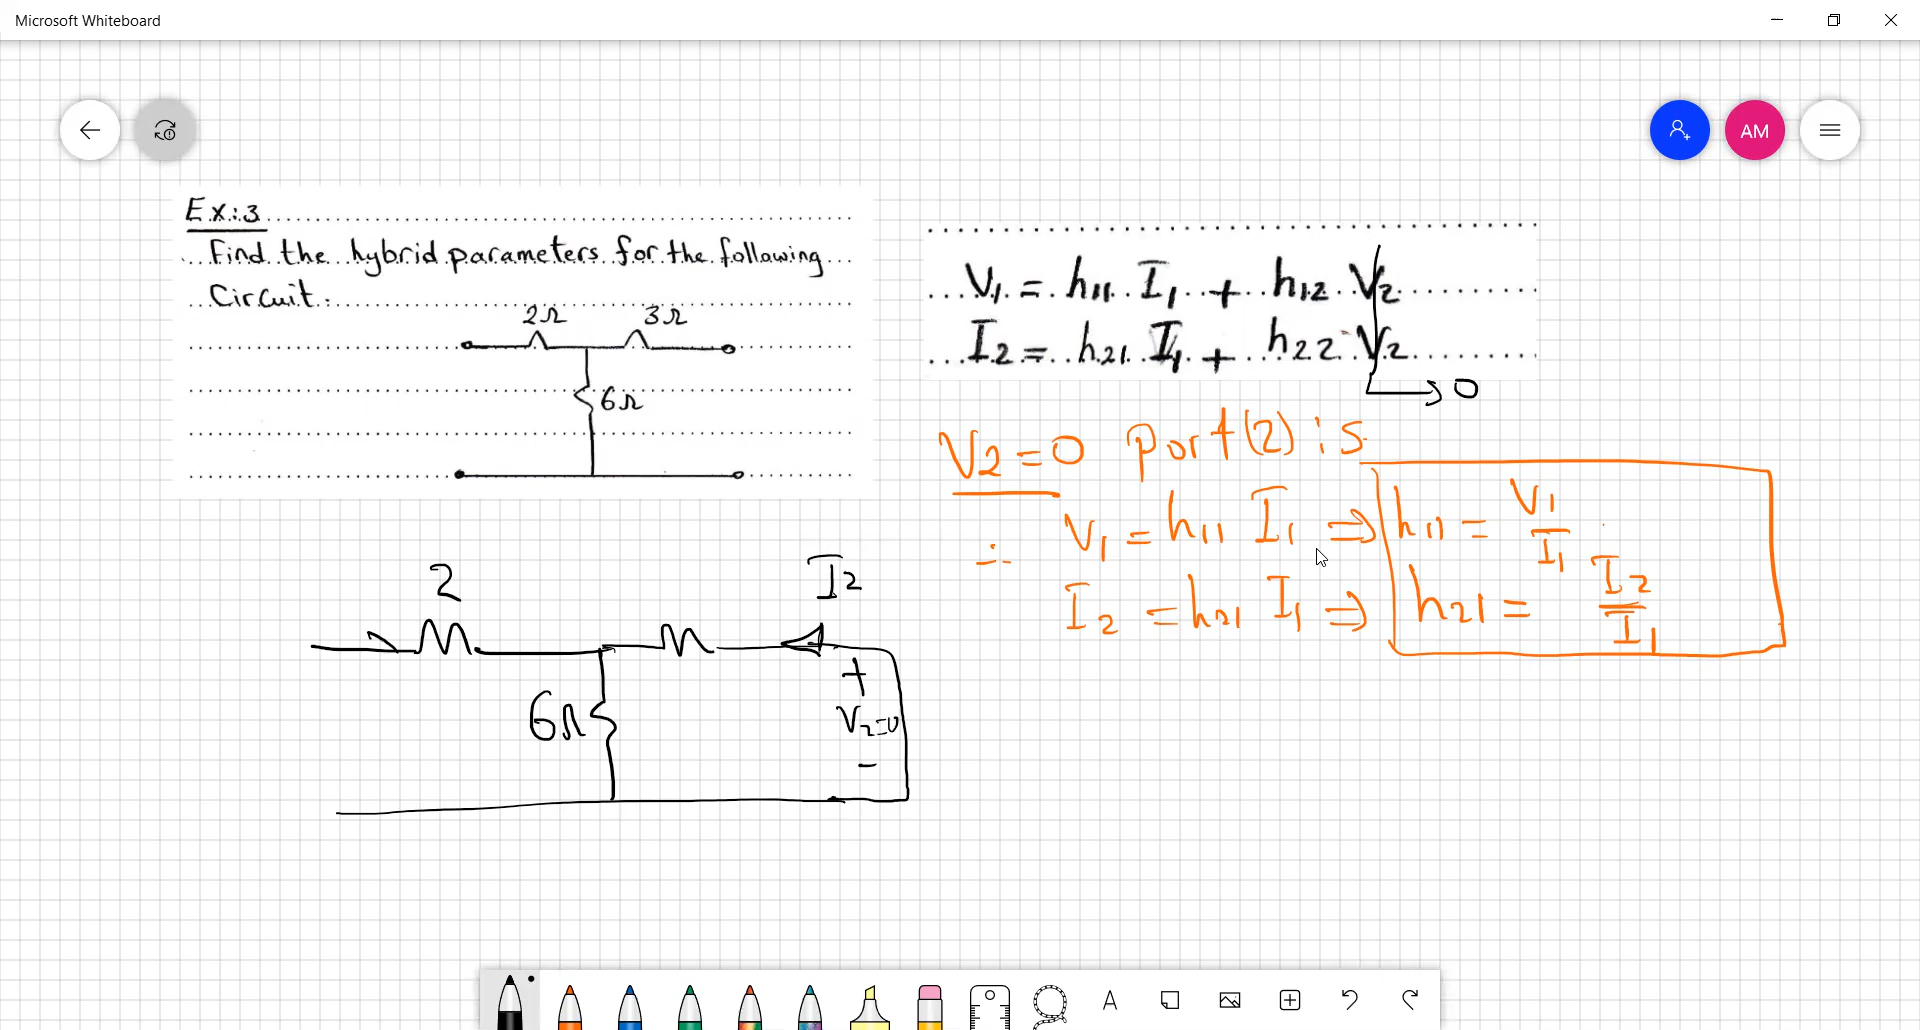 Microsoft Whiteboard
AM
Ex:3
Find the hybrid parameters for the following
Circuit.
2Ω 3Ω
6Ω
V1 = h11 I1 + h12 V2
I2 = h21 I1 + h22 V2
0
V2=0 port(2) is
∴ V1 = h11 I1 ⇒ h11 = V1/I1
I2 = h21 I1 ⇒ h21 = I2/I1
2 I2
+
6Ω V2=0
-
A